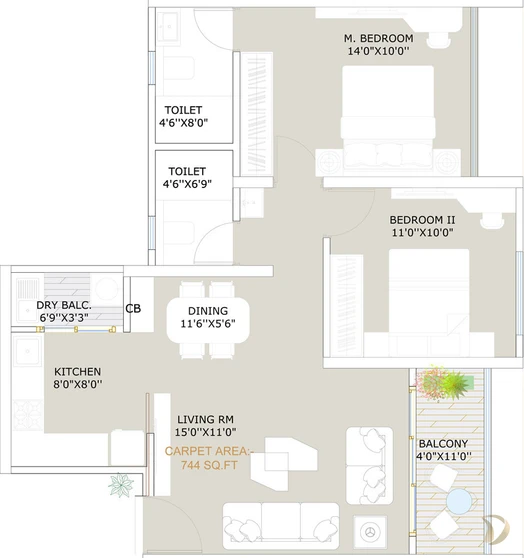 M. BEDROOM
14'0"X10'0''
TOILET
4'6''X8'0"
TOILET
4'6"X6'9"
BEDROOM II
11'0"X10'0"
DRY BALC.
6'9"X3'3"
CB
DINING
11'6"X5'6"
KITCHEN
8'0"X8'0''
LIVING RM
15'0''X11'0"
CARPET AREA:-
744 SQ.FT
BALCONY
4'0"X11'0''